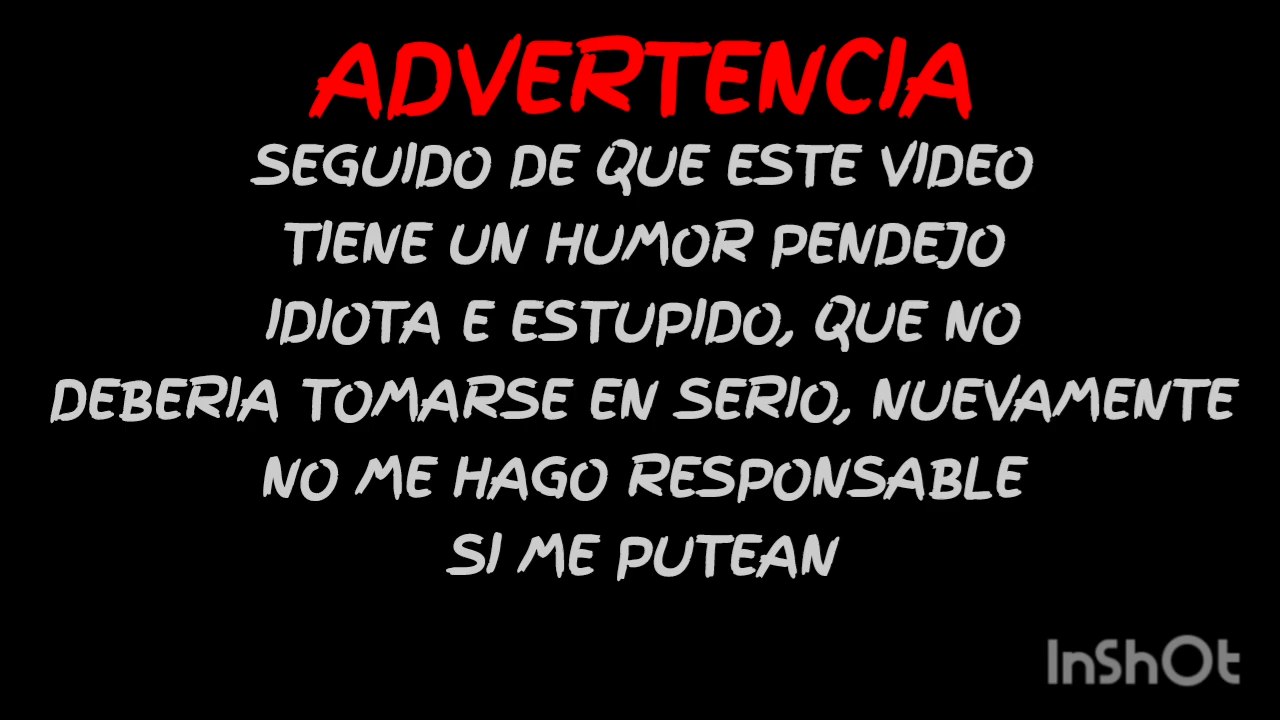 ADVERTENCIA
SEGUIDO DE QUE ESTE VIDEO
TIENE UN HUMOR PENDEJO
IDIOTA E ESTUPIDO, QUE NO
DEBERIA TOMARSE EN SERIO, NUEVAMENTE
NO ME HAGO RESPONSABLE
SI ME PUTEAN
InShOt